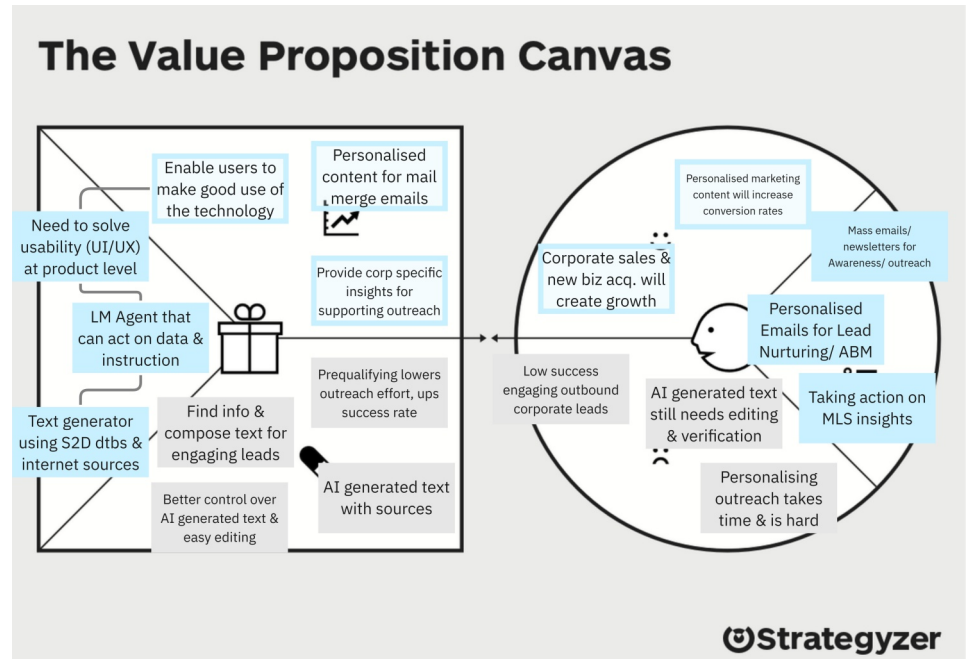 The Value Proposition Canvas
Enable users to
make good use of
the technology
Personalised
content for mail
merge emails
Need to solve
usability (UI/UX)
at product level
Provide corp specific
insights for
supporting outreach
LM Agent that
can act on data &
instruction
Prequalifying lowers
outreach effort, ups
success rate
Text generator
using S2D dtbs &
internet sources
Find info &
compose text for
engaging leads
AI generated text
with sources
Better control over
AI generated text &
easy editing
Personalised marketing
content will increase
conversion rates
Mass emails/
newsletters for
Awareness/ outreach
Corporate sales &
new biz acq. will
create growth
Personalised
Emails for Lead
Nurturing/ ABM
Low success
engaging outbound
corporate leads
AI generated text
still needs editing
& verification
Taking action on
MLS insights
Personalising
outreach takes
time & is hard
Strategyzer